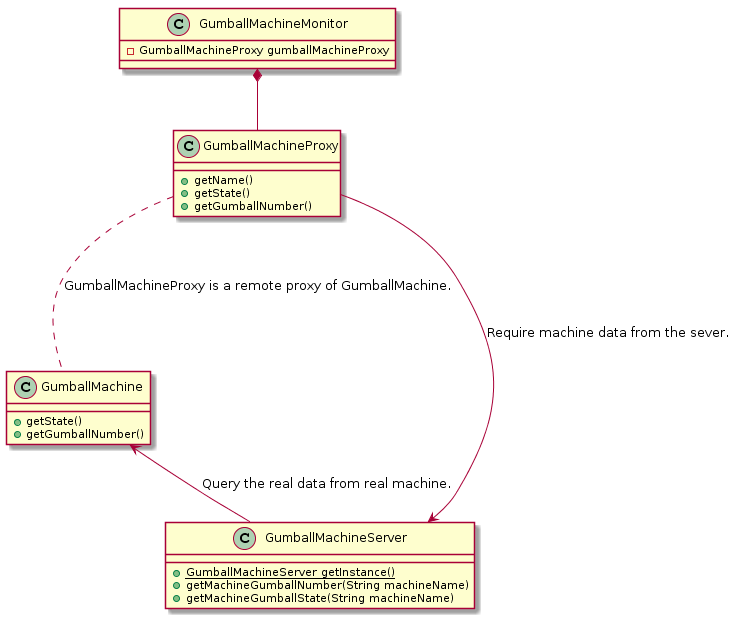 C GumballMachineMonitor
GumballMachineProxy gumballMachineProxy
C GumballMachineProxy
getName()
getState()
getGumballNumber()
GumballMachineProxy is a remote proxy of GumballMachine.
Require machine data from the sever.
C GumballMachine
getState()
getGumballNumber()
Query the real data from real machine.
C GumballMachineServer
GumballMachineServer getInstance()
getMachineGumballNumber(String machineName)
getMachineGumballState(String machineName)